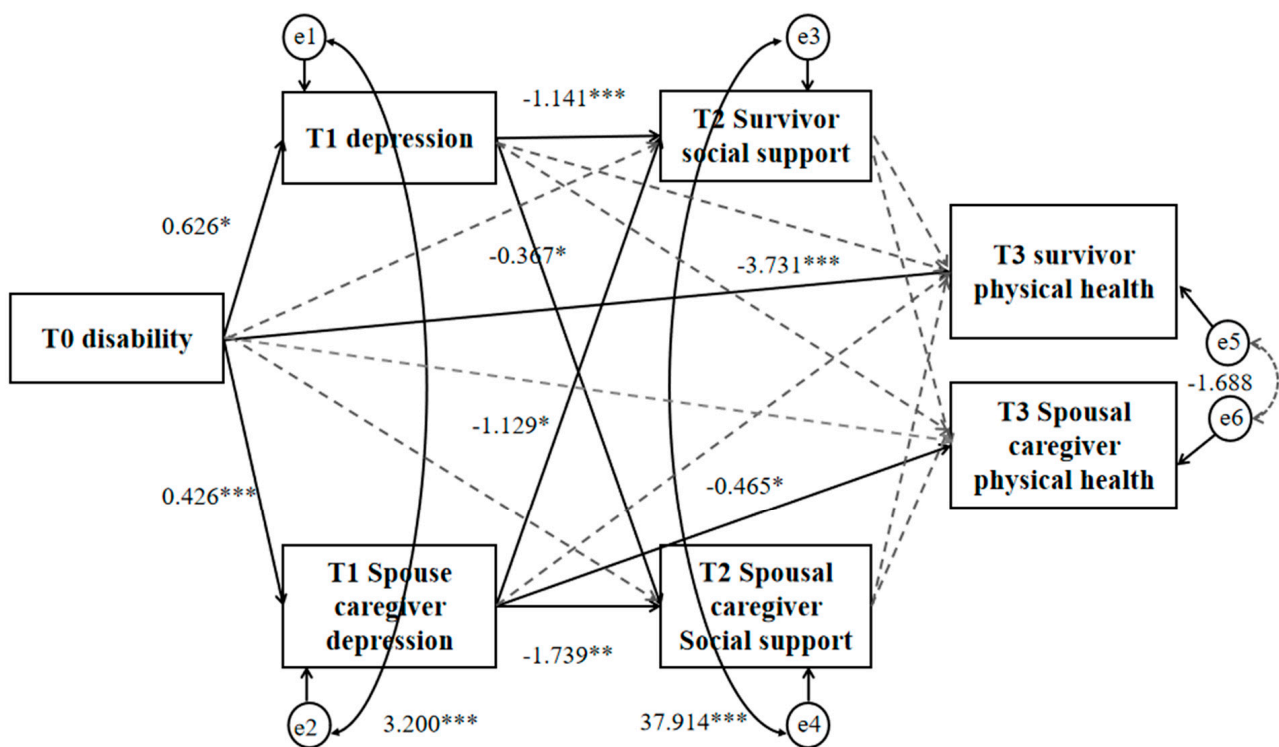 e1
e3
-1.141***
T1 depression
T2 Survivor
social support
0.626*
-0.367*
-3.731***
T3 survivor
physical health
T0 disability
e5
-1.688
e6
T3 Spousal
caregiver
physical health
-1.129*
-0.465*
0.426***
T1 Spouse
caregiver
depression
T2 Spousal
caregiver
Social support
-1.739**
e2
3.200***
37.914***
e4